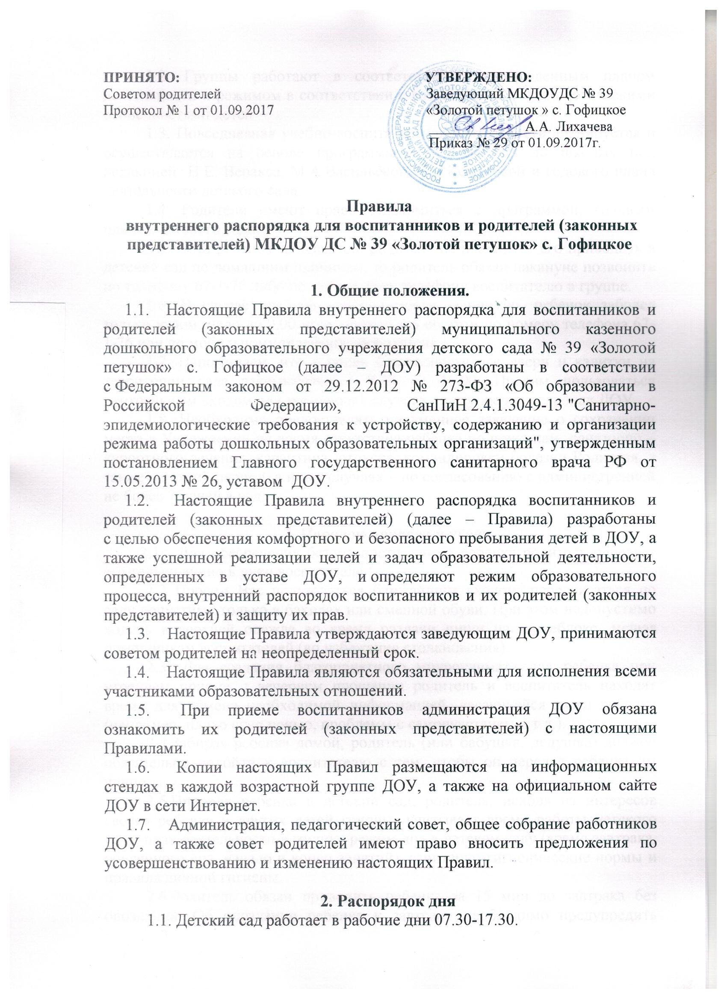 ПРИНЯТО:
Советом родителей
Протокол № 1 от 01.09.2017
УТВЕРЖДЕНО:
Заведующий МКДОУДС № 39
«Золотой петушок » с. Гофицкое
А.А. Лихачева
Приказ № 29 от 01.09.2017г.
Правила
внутреннего распорядка для воспитанников и родителей (законных
представителей) МКДОУ ДС № 39 «Золотой петушок» с. Гофицкое
1. Общие положения.
1.1. Настоящие Правила внутреннего распорядка для воспитанников и
родителей (законных представителей) муниципального казенного
дошкольного образовательного учреждения детского сада № 39 «Золотой
петушок» с. Гофицкое (далее – ДОУ) разработаны в соответствии
с Федеральным законом от 29.12.2012 № 273-ФЗ «Об образовании в
Российской Федерации», СанПиН 2.4.1.3049-13 "Санитарно-
эпидемиологические требования к устройству, содержанию и организации
режима работы дошкольных образовательных организаций", утвержденным
постановлением Главного государственного санитарного врача РФ от
15.05.2013 № 26, уставом ДОУ.
1.2. Настоящие Правила внутреннего распорядка воспитанников и
родителей (законных представителей) (далее – Правила) разработаны
с целью обеспечения комфортного и безопасного пребывания детей в ДОУ, а
также успешной реализации целей и задач образовательной деятельности,
определенных в уставе ДОУ, и определяют режим образовательного
процесса, внутренний распорядок воспитанников и их родителей (законных
представителей) и защиту их прав.
1.3. Настоящие Правила утверждаются заведующим ДОУ, принимаются
советом родителей на неопределенный срок.
1.4. Настоящие Правила являются обязательными для исполнения всеми
участниками образовательных отношений.
1.5. При приеме воспитанников администрация ДОУ обязана
ознакомить их родителей (законных представителей) с настоящими
Правилами.
1.6. Копии настоящих Правил размещаются на информационных
стендах в каждой возрастной группе ДОУ, а также на официальном сайте
ДОУ в сети Интернет.
1.7. Администрация, педагогический совет, общее собрание работников
ДОУ, а также совет родителей имеют право вносить предложения по
усовершенствованию и изменению настоящих Правил.
2. Распорядок дня
1.1. Детский сад работает в рабочие дни 07.30-17.30.